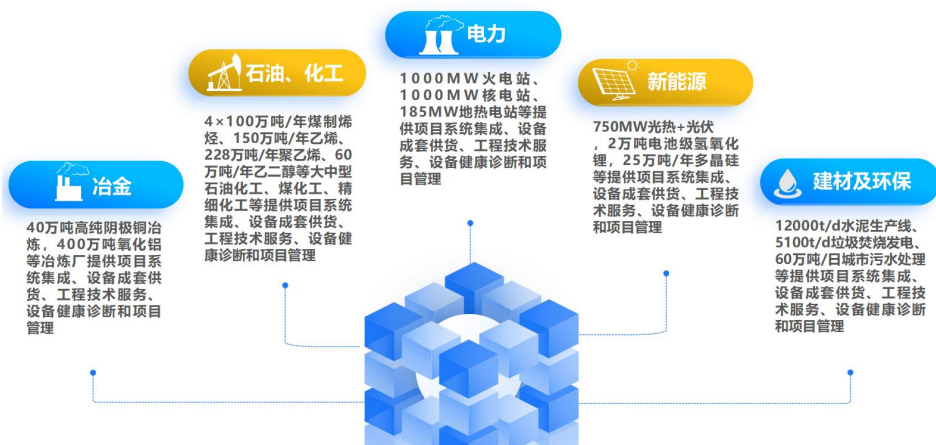 冶金
40万吨高纯阴极铜冶
炼，400万吨氧化铝
等冶炼厂提供项目系
统集成、设备成套供
货、工程技术服务、
设备健康诊断和项目
管理
石油、化工
4×100万吨/年煤制烯
烃、150万吨/年乙烯、
228万吨/年聚乙烯、60
万吨/年乙二醇等大中型
石油化工、煤化工、精
细化工等提供项目系统
集成、设备成套供货、
工程技术服务、设备健
康诊断和项目管理
电力
1000MW火电站、
1000MW核电站、
185MW地热电站等提
供项目系统集成、设备
成套供货、工程技术服
务、设备健康诊断和项
目管理
新能源
750MW光热+光伏
，2万吨电池级氢氧化
锂，25万吨/年多晶硅
等提供项目系统集成、
设备成套供货、工程技
术服务、设备健康诊断
和项目管理
建材及环保
12000t/d水泥生产线、
5100t/d垃圾焚烧发电、
60万吨/日城市污水处理
等提供项目系统集成、
设备成套供货、工程技
术服务、设备健康诊断
和项目管理